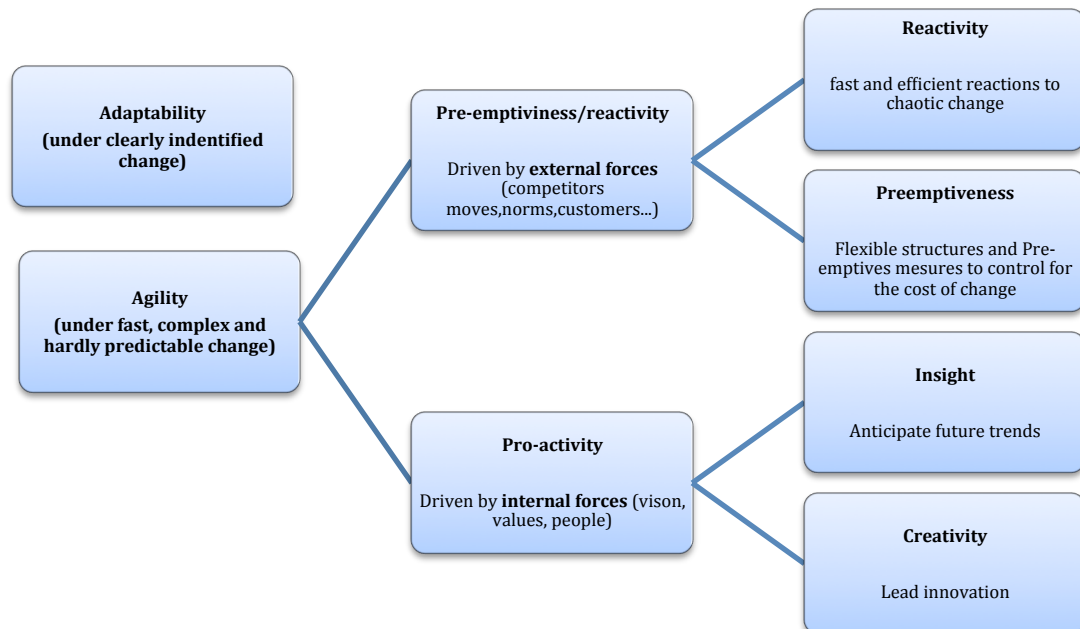 Adaptability
(under clearly indentified
change)
Agility
(under fast, complex and
hardly predictable change)
Pre-emptiviness/reactivity
Driven by external forces
(competitors
moves,norms,customers...)
Pro-activity
Driven by internal forces (vison,
values, people)
Reactivity
fast and efficient reactions to
chaotic change
Preemptiveness
Flexible structures and Pre-
emptives mesures to control for
the cost of change
Insight
Anticipate future trends
Creativity
Lead innovation